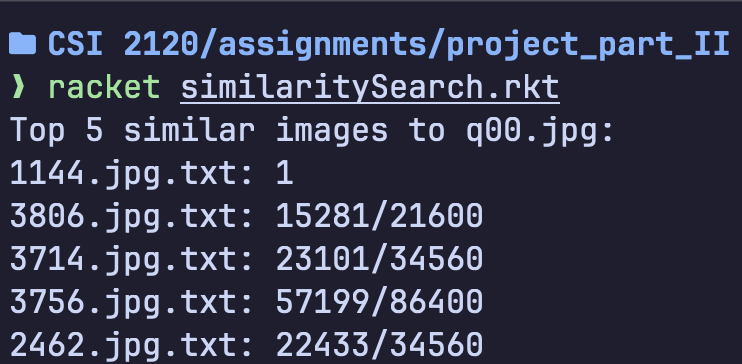 CSI 2120/assignments/project_part_II
❱ racket similaritySearch.rkt
Top 5 similar images to q00.jpg:
1144.jpg.txt: 1
3806.jpg.txt: 15281/21600
3714.jpg.txt: 23101/34560
3756.jpg.txt: 57199/86400
2462.jpg.txt: 22433/34560